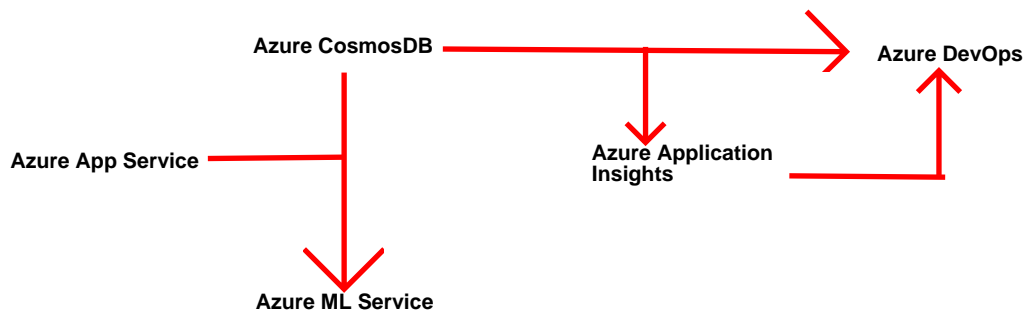 Azure CosmosDB
Azure DevOps
Azure App Service
Azure Application
Insights
Azure ML Service